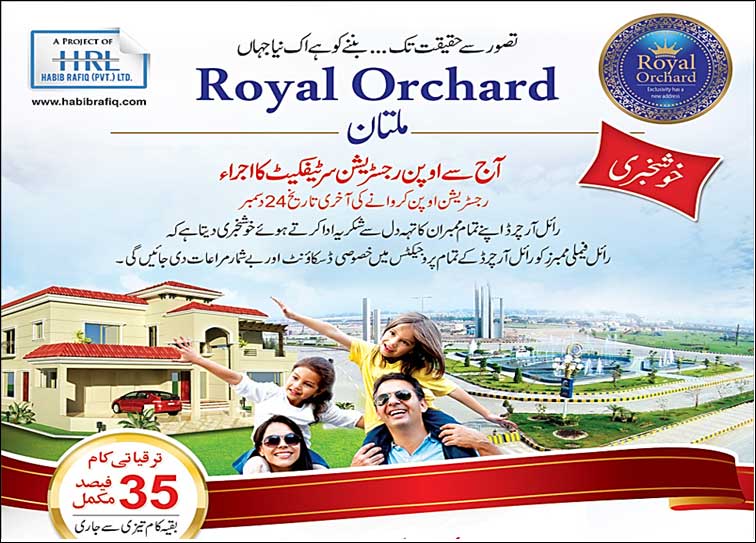 A PROJECT OF
HRL
HABIB RAFIQ (PVT.) LTD.
www.habibrafiq.com
تصور سے حقیقت تک ... بننے کو ہے اک نیا جہاں
Royal Orchard
ملتان
Royal
Orchard
Exclusivity has a
new address
خوشخبری
آج سے اوپن رجسٹریشن سرٹیفکیٹ کا اجراء
رجسٹریشن اوپن کروانے کی آخری تاریخ 24 دسمبر
رائل آرچرڈ اپنے تمام ممبران کا تہہ دل سے شکریہ ادا کرتے ہوئے خوشخبری دیتا ہے کہ
رائل فیملی ممبرز کو رائل آرچرڈ کے تمام پروجیکٹس میں خصوصی ڈسکاؤنٹ اور بے شمار مراعات دی جائیں گی۔
ترقیاتی کام
35 فیصد
مکمل
بقیہ کام تیزی سے جاری